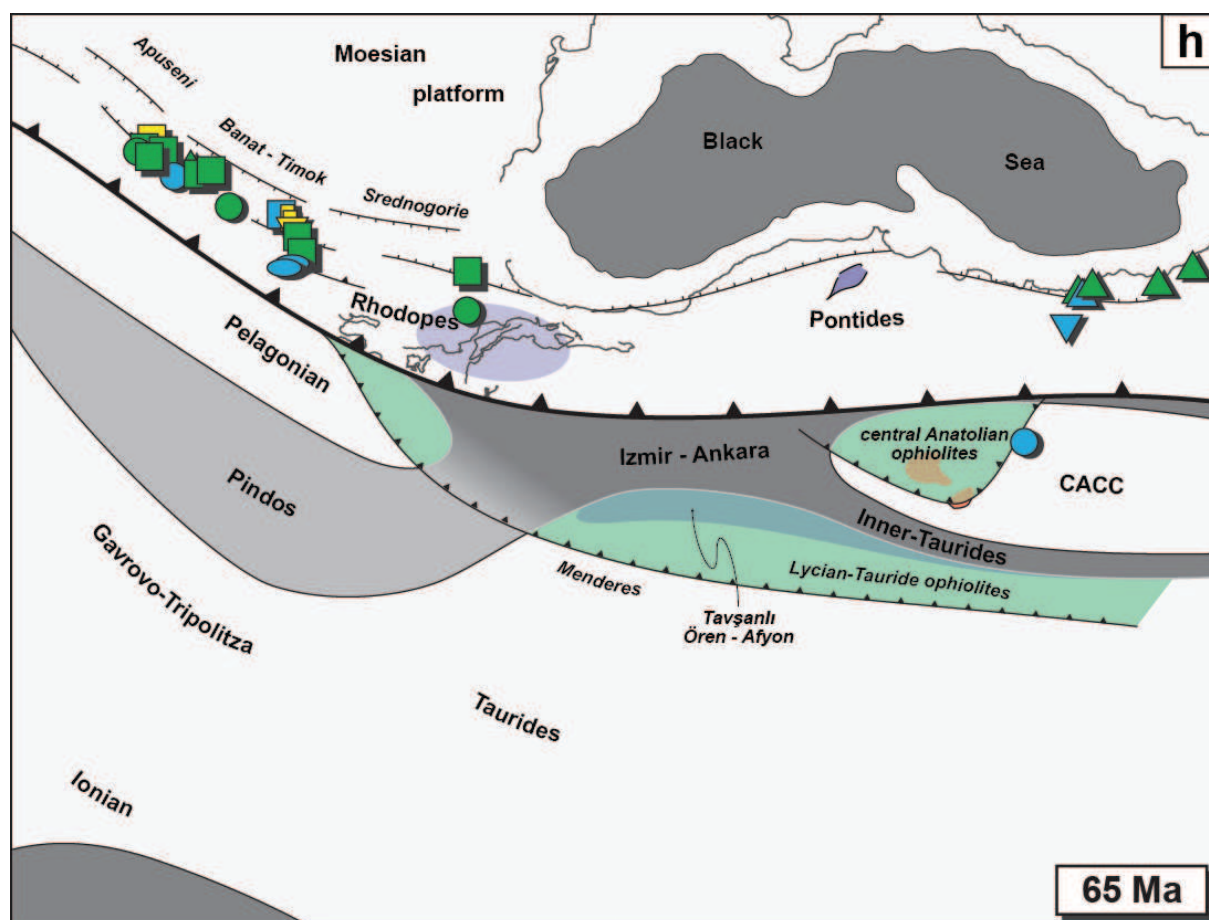 h
Moesian
platform
Apuseni
Banat - Timok
Srednogorie
Black
Sea
Rhodopes
Pontides
Pelagonian
Izmir - Ankara
central Anatolian
ophiolites
CACC
Pindos
Inner-Taurides
Gavrovo-Tripolitza
Menderes
Lycian-Tauride ophiolites
Tavşanlı
Ören - Afyon
Taurides
Ionian
65 Ma